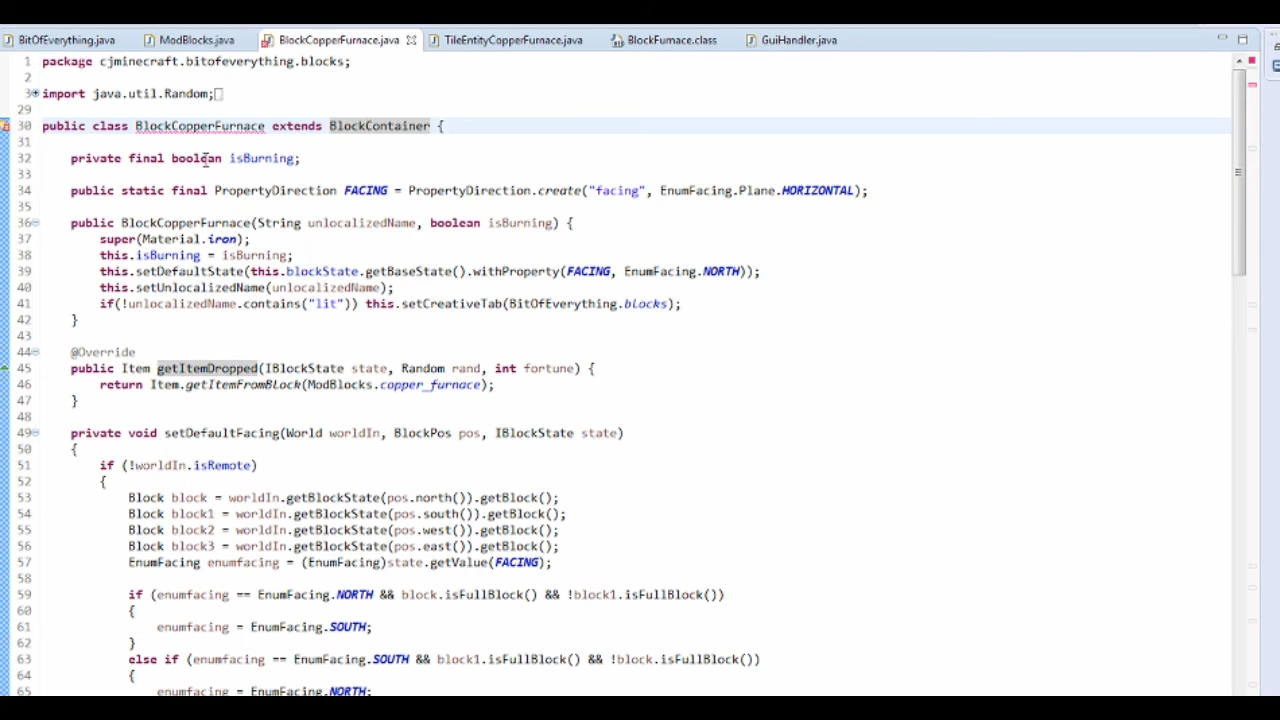 BitOfEverything.java ModBlocks.java BlockCopperFurnace.java TileEntityCopperFurnace.java BlockFurnace.class GuiHandler.java
1 package cjminecraft.bitofeverything.blocks;
2
3 import java.util.Random;
29
30 public class BlockCopperFurnace extends BlockContainer {
31
32 private final boolean isBurning;
33
34 public static final PropertyDirection FACING = PropertyDirection.create("facing", EnumFacing.Plane.HORIZONTAL);
35
36 public BlockCopperFurnace(String unlocalizedName, boolean isBurning) {
37 super(Material.iron);
38 this.isBurning = isBurning;
39 this.setDefaultState(this.blockState.getBaseState().withProperty(FACING, EnumFacing.NORTH));
40 this.setUnlocalizedName(unlocalizedName);
41 if(!unlocalizedName.contains("lit")) this.setCreativeTab(BitOfEverything.blocks);
42 }
43
44 @Override
45 public Item getItemDropped(IBlockState state, Random rand, int fortune) {
46 return Item.getItemFromBlock(ModBlocks.copper_furnace);
47 }
48
49 private void setDefaultFacing(World worldIn, BlockPos pos, IBlockState state)
50 {
51 if (!worldIn.isRemote)
52 {
53 Block block = worldIn.getBlockState(pos.north()).getBlock();
54 Block block1 = worldIn.getBlockState(pos.south()).getBlock();
55 Block block2 = worldIn.getBlockState(pos.west()).getBlock();
56 Block block3 = worldIn.getBlockState(pos.east()).getBlock();
57 EnumFacing enumfacing = (EnumFacing)state.getValue(FACING);
58
59 if (enumfacing == EnumFacing.NORTH && block.isFullBlock() && !block1.isFullBlock())
60 {
61 enumfacing = EnumFacing.SOUTH;
62 }
63 else if (enumfacing == EnumFacing.SOUTH && block1.isFullBlock() && !block.isFullBlock())
64 {
65 enumfacing = EnumFacing.NORTH;